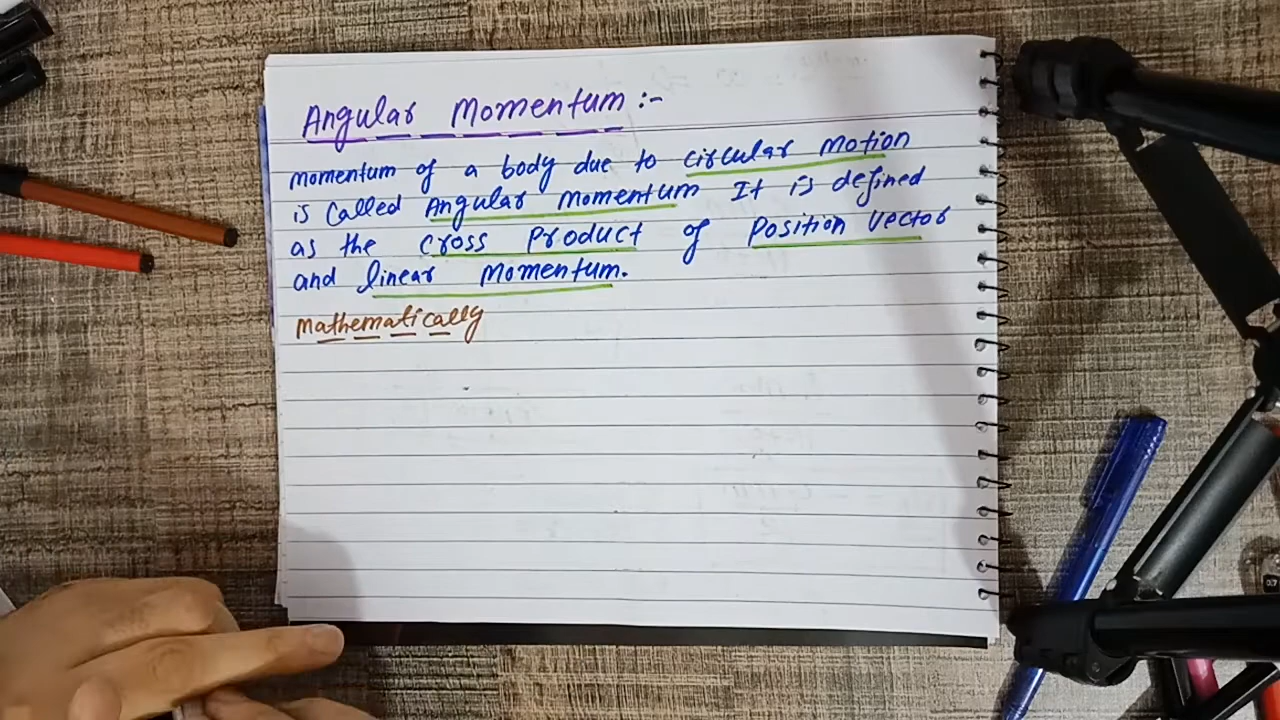 Angular Momentum :-
momentum of a body due to circular motion
is called Angular momentum It is defined
as the cross product of position vector
and linear momentum.
Mathematically